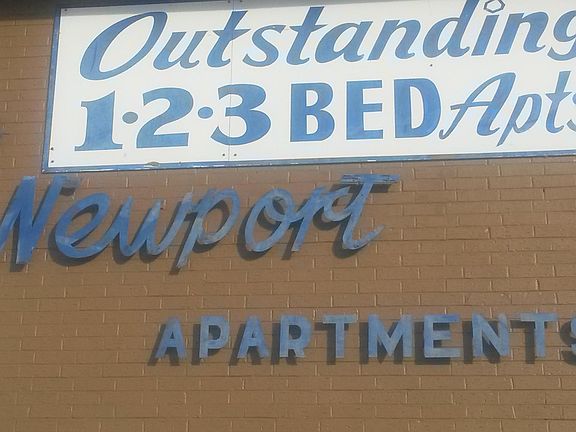 Outstanding
1·2·3 BED Apts
Newport
APARTMENTS